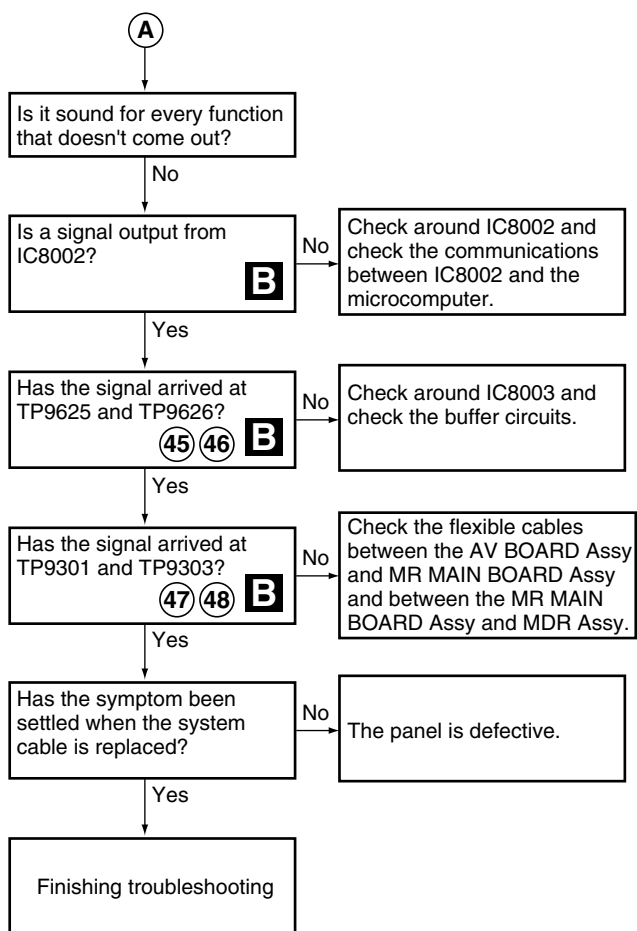 A
Is it sound for every function
that doesn't come out?
No
Is a signal output from
IC8002?
B
No
Check around IC8002 and
check the communications
between IC8002 and the
microcomputer.
Yes
Has the signal arrived at
TP9625 and TP9626?
45 46 B
No
Check around IC8003 and
check the buffer circuits.
Yes
Has the signal arrived at
TP9301 and TP9303?
47 48 B
No
Check the flexible cables
between the AV BOARD Assy
and MR MAIN BOARD Assy
and between the MR MAIN
BOARD Assy and MDR Assy.
Yes
Has the symptom been
settled when the system
cable is replaced?
No
The panel is defective.
Yes
Finishing troubleshooting